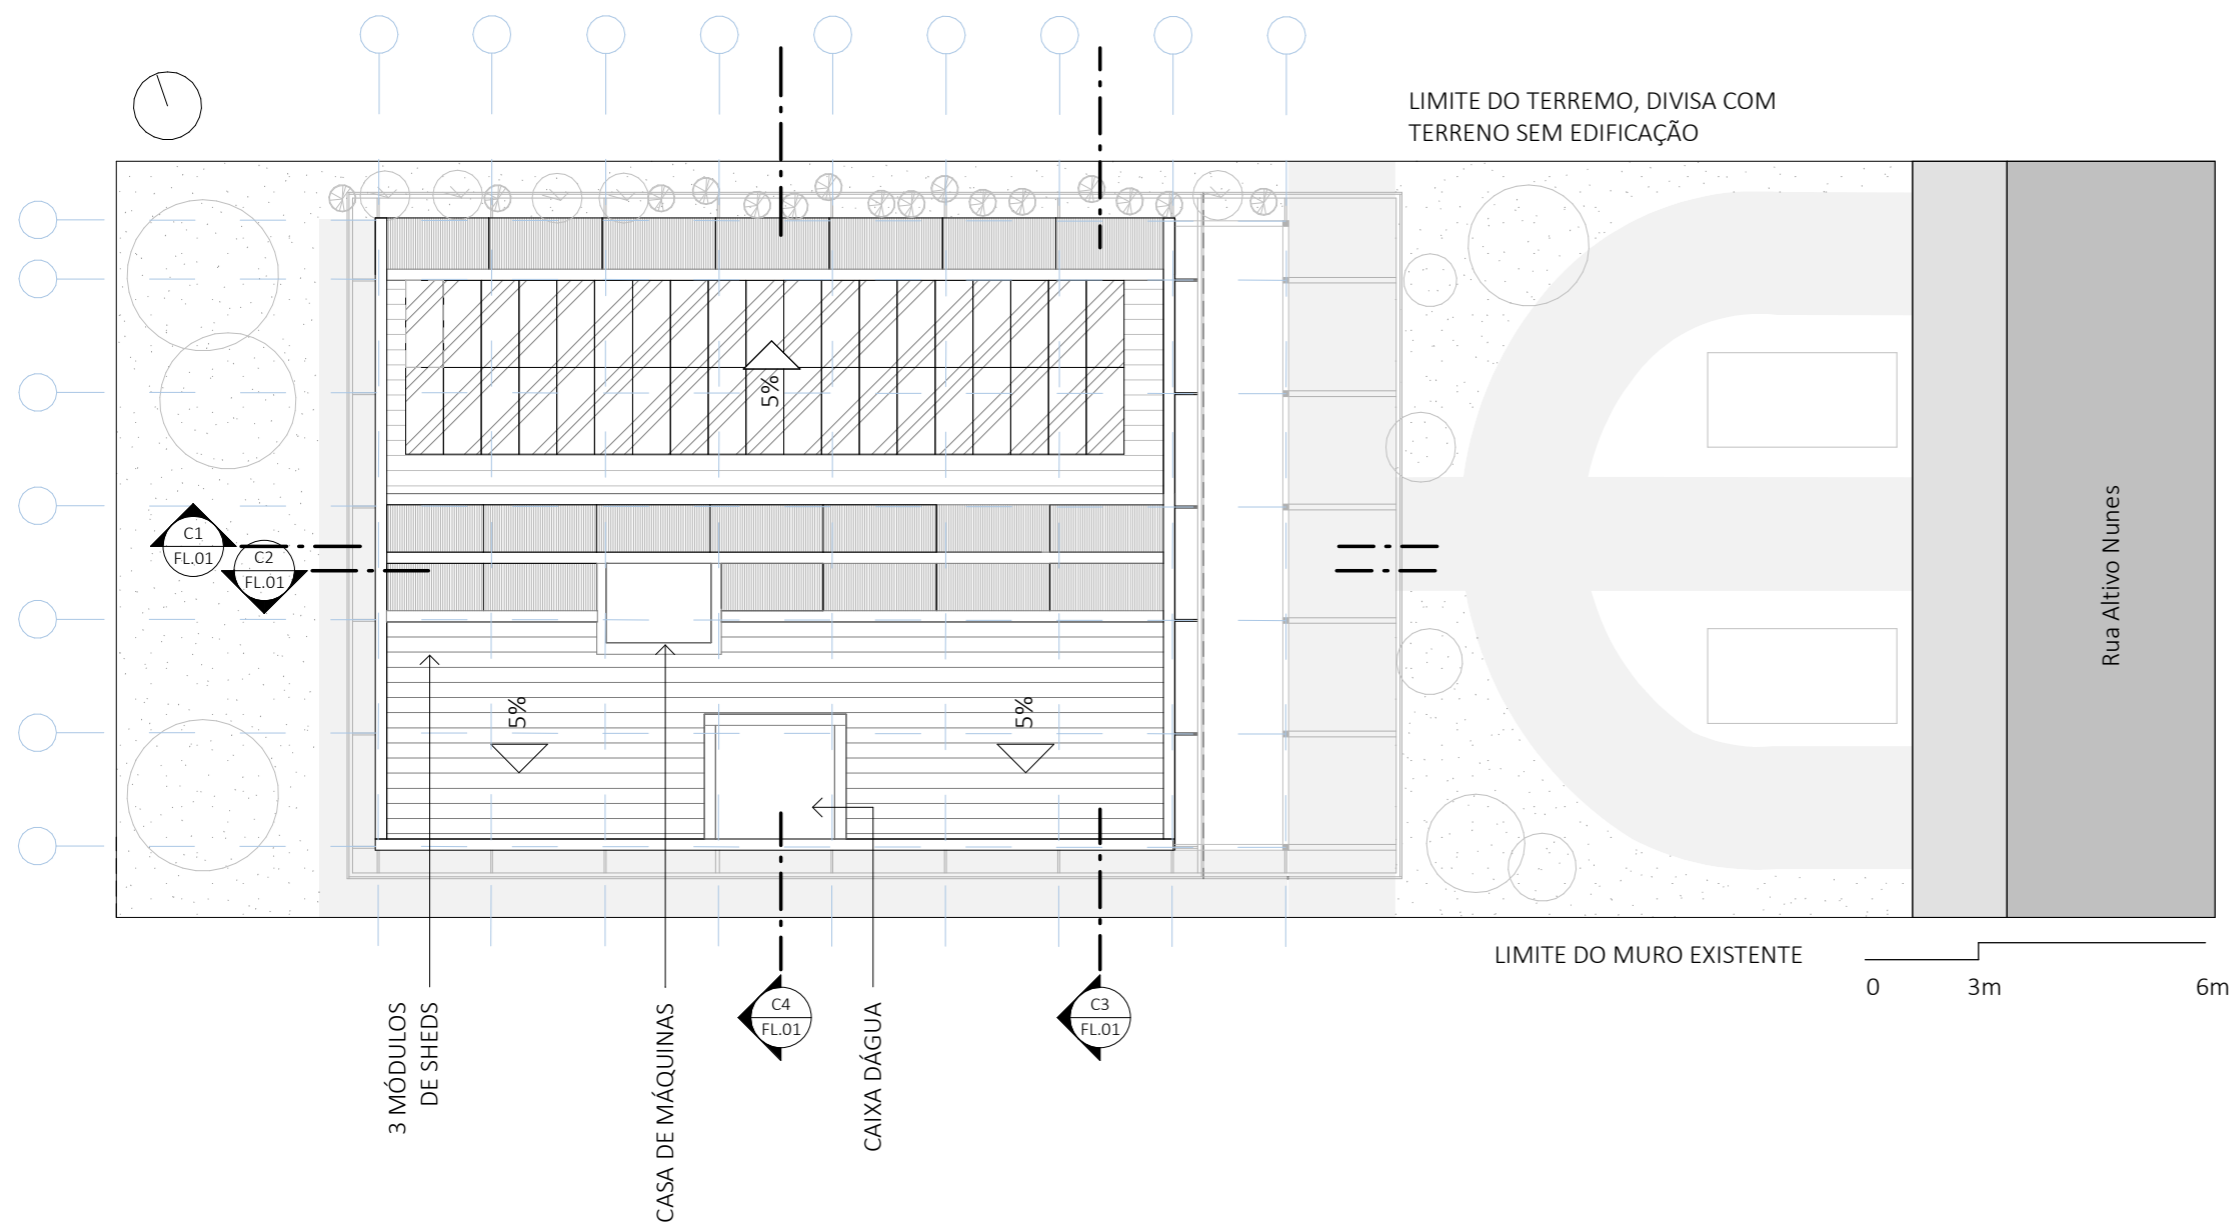 LIMITE DO TERREMO, DIVISA COM
TERRENO SEM EDIFICAÇÃO
5%
C1
FL.01
C2
FL.01
Rua Altivo Nunes
5%
5%
LIMITE DO MURO EXISTENTE
0
3m
6m
3 MÓDULOS
DE SHEDS
CASA DE MÁQUINAS
C4
FL.01
CAIXA DÁGUA
C3
FL.01